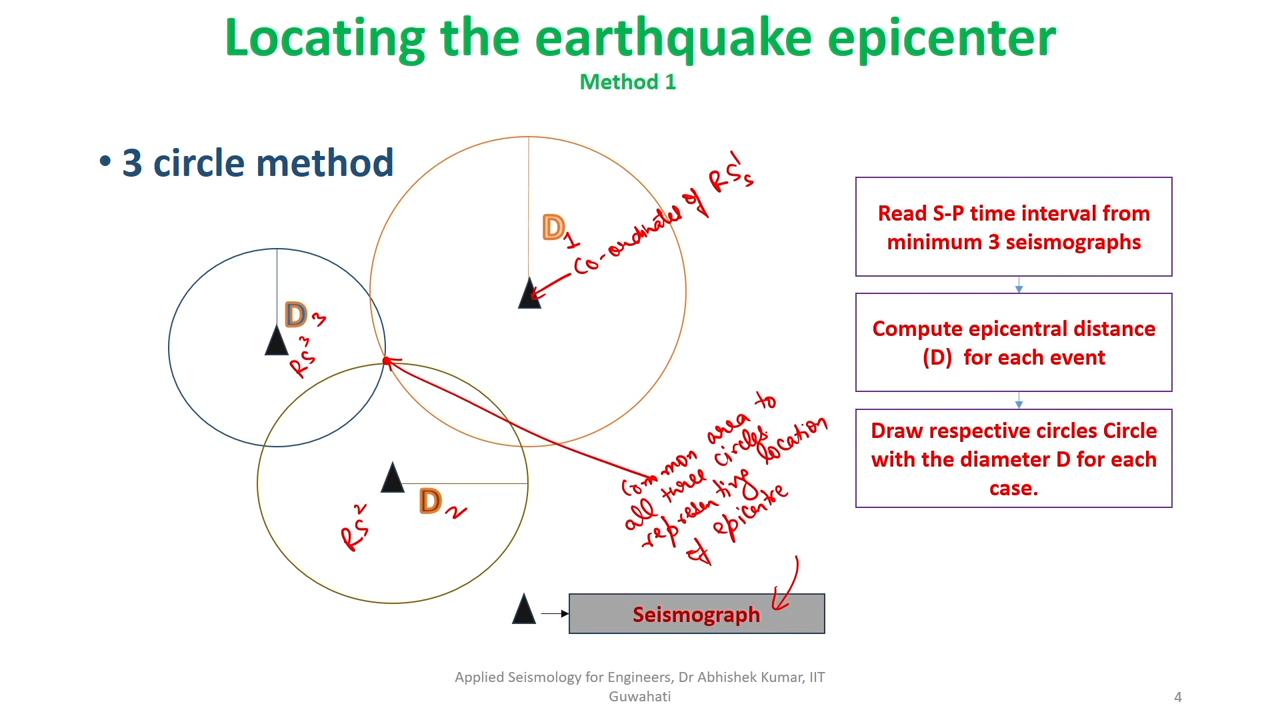 Locating the earthquake epicenter
Method 1
• 3 circle method
D1
Co-ordinates of RS1
D3
RS3
D2
RS2
Common area to
all three circles
representing location
of epicentre
Seismograph
Read S-P time interval from
minimum 3 seismographs
Compute epicentral distance
(D) for each event
Draw respective circles Circle
with the diameter D for each
case.
Applied Seismology for Engineers, Dr Abhishek Kumar, IIT
Guwahati
4